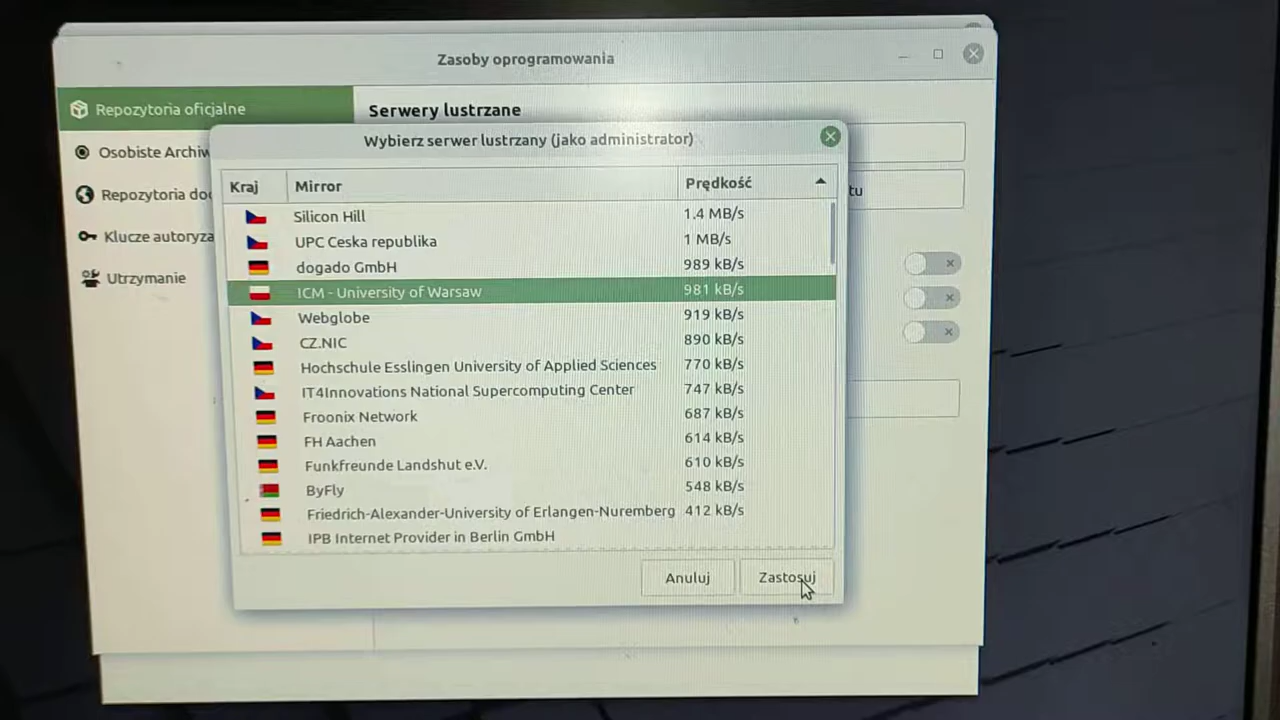 Zasoby oprogramowania
Repozytoria oficjalne
Serwery lustrzane
Osobiste Archiw
Repozytoria do
Klucze autoryza
Utrzymanie
tu
Wybierz serwer lustrzany (jako administrator)
Kraj Mirror Prędkość
Silicon Hill 1.4 MB/s
UPC Ceska republika 1 MB/s
dogado GmbH 989 kB/s
ICM - University of Warsaw 981 kB/s
Webglobe 919 kB/s
CZ.NIC 890 kB/s
Hochschule Esslingen University of Applied Sciences 770 kB/s
IT4Innovations National Supercomputing Center 747 kB/s
Froonix Network 687 kB/s
FH Aachen 614 kB/s
Funkfreunde Landshut e.V. 610 kB/s
ByFly 548 kB/s
Friedrich-Alexander-University of Erlangen-Nuremberg 412 kB/s
IPB Internet Provider in Berlin GmbH
Anuluj Zastosuj